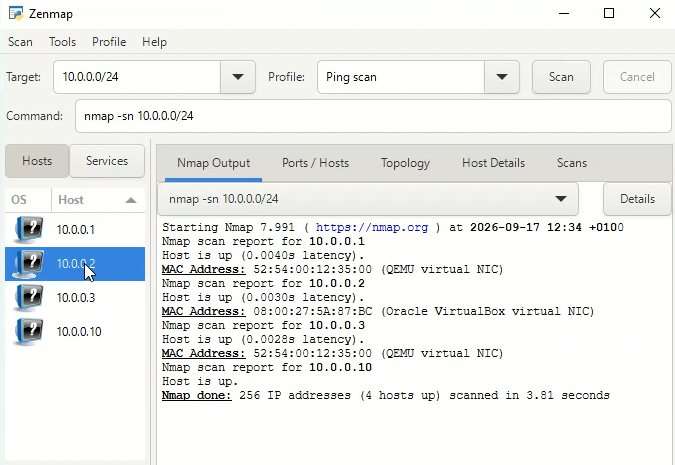 Zenmap
Scan Tools Profile Help
Target: 10.0.0.0/24 Profile: Ping scan Scan Cancel
Command: nmap -sn 10.0.0.0/24
Hosts Services
Nmap Output Ports / Hosts Topology Host Details Scans
OS Host
nmap -sn 10.0.0.0/24 Details
10.0.0.1
10.0.0.2
10.0.0.3
10.0.0.10
Starting Nmap 7.991 ( https://nmap.org ) at 2026-09-17 12:34 +0100
Nmap scan report for 10.0.0.1
Host is up (0.0040s latency).
MAC Address: 52:54:00:12:35:00 (QEMU virtual NIC)
Nmap scan report for 10.0.0.2
Host is up (0.0030s latency).
MAC Address: 08:00:27:5A:87:BC (Oracle VirtualBox virtual NIC)
Nmap scan report for 10.0.0.3
Host is up (0.0028s latency).
MAC Address: 52:54:00:12:35:00 (QEMU virtual NIC)
Nmap scan report for 10.0.0.10
Host is up.
Nmap done: 256 IP addresses (4 hosts up) scanned in 3.81 seconds